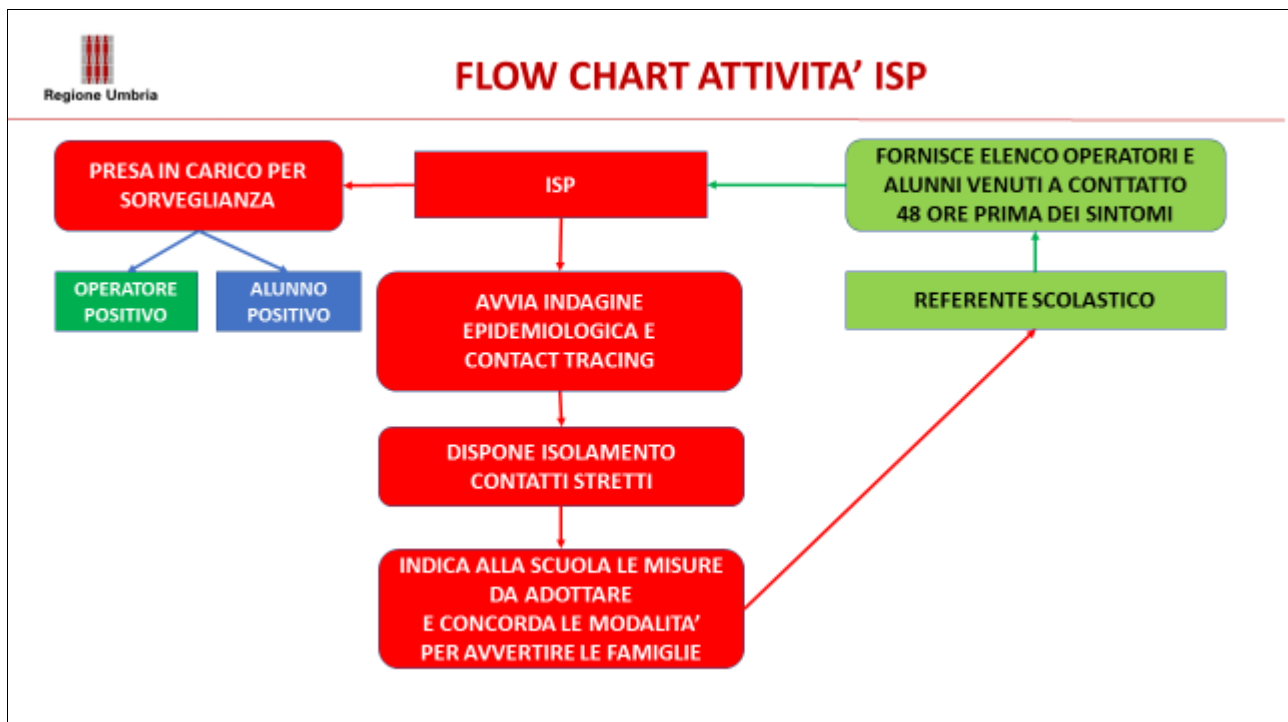 Regione Umbria
FLOW CHART ATTIVITA’ ISP
PRESA IN CARICO PER
SORVEGLIANZA
ISP
FORNISCE ELENCO OPERATORI E
ALUNNI VENUTI A CONTTATTO
48 ORE PRIMA DEI SINTOMI
OPERATORE
POSITIVO
ALUNNO
POSITIVO
AVVIA INDAGINE
EPIDEMIOLOGICA E
CONTACT TRACING
REFERENTE SCOLASTICO
DISPONE ISOLAMENTO
CONTATTI STRETTI
INDICA ALLA SCUOLA LE MISURE
DA ADOTTARE
E CONCORDA LE MODALITA’
PER AVVERTIRE LE FAMIGLIE